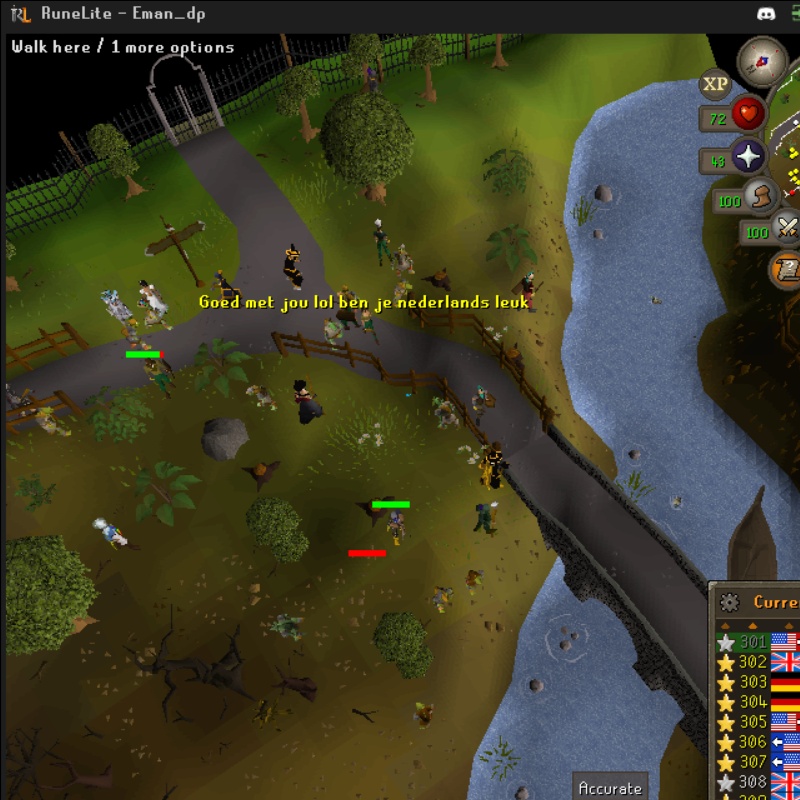 RuneLite - Eman_dp
Walk here / 1 more options
XP
72
43
100
100
Goed met jou lol ben je nederlands leuk
Curre
301
302
303
304
305
306
307
308
Accurate